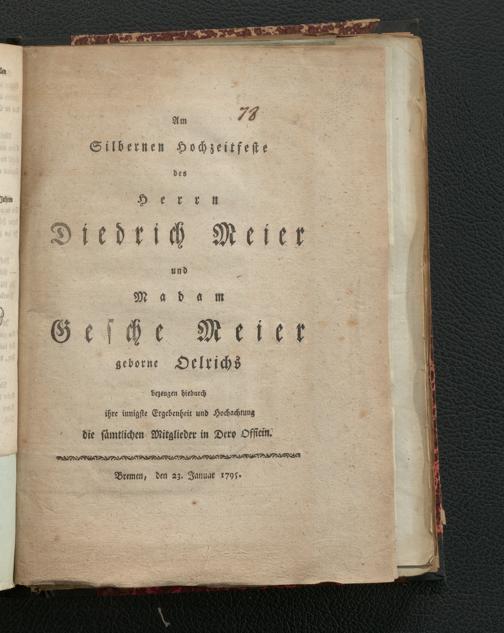 78
Am
Silbernen Hochzeitfeste
des
Herrn
Diedrich Meier
und
Madam
Gesche Meier
geborne Oelrichs
bezeugen hiedurch
ihre innigste Ergebenheit und Hochachtung
die sämtlichen Mitglieder in Dero Officin.
Bremen, den 23. Januar 1795.